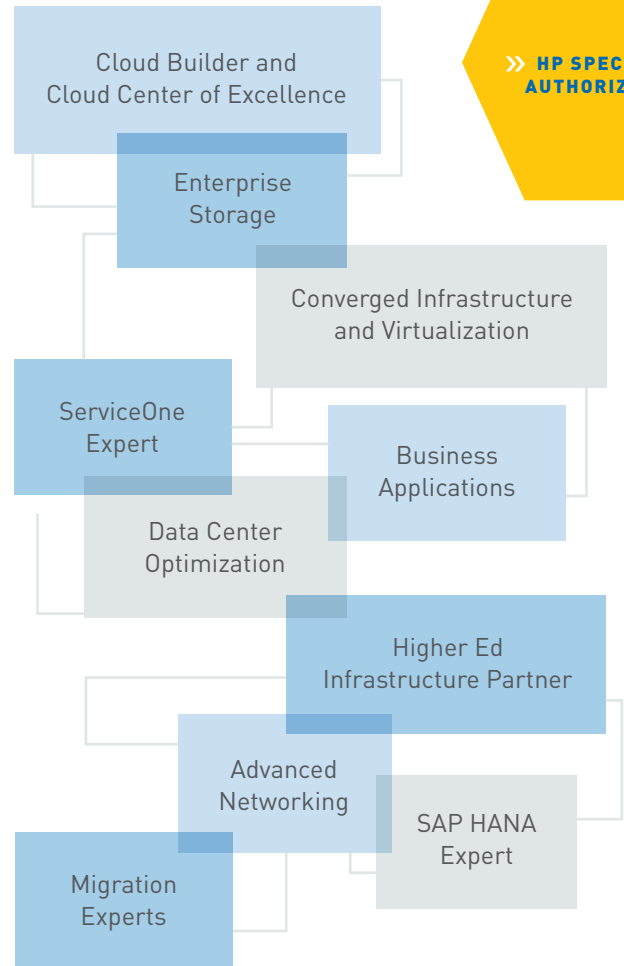 Cloud Builder and
Cloud Center of Excellence
» HP SPEC
AUTHORIZ
Enterprise
Storage
Converged Infrastructure
and Virtualization
ServiceOne
Expert
Business
Applications
Data Center
Optimization
Higher Ed
Infrastructure Partner
Advanced
Networking
SAP HANA
Expert
Migration
Experts